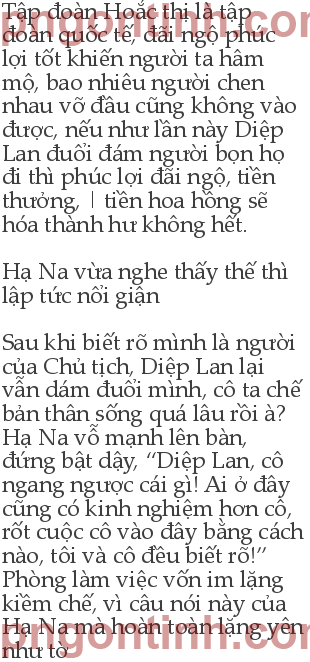 Tập đoàn Hoắc thị là tập
đoàn quốc tế, đãi ngộ phúc
lợi tốt khiến người ta hâm
mộ, bao nhiêu người chen
nhau vỡ đầu cũng không vào
được, nếu như lần này Diệp
Lan đuổi đám người bọn họ
đi thì phúc lợi đãi ngộ, tiền
thưởng, | tiền hoa hồng sẽ
hóa thành hư không hết.
Hạ Na vừa nghe thấy thế thì
lập tức nổi giận
Sau khi biết rõ mình là người
của Chủ tịch, Diệp Lan lại
vẫn dám đuổi mình, cô ta chế
bản thân sống quá lâu rồi à?
Hạ Na vỗ mạnh lên bàn,
đứng bật dậy, “Diệp Lan, cô
ngang ngược cái gì! Ai ở đây
cũng có kinh nghiệm hơn cô,
rốt cuộc cô vào đây bằng cách
nào, tôi và cô đều biết rõ!”
Phòng làm việc vốn im lặng
kiềm chế, vì câu nói này của
Hạ Na mà hoàn toàn lặng yên
như tờ
pngontinh.com
pngontinh.com